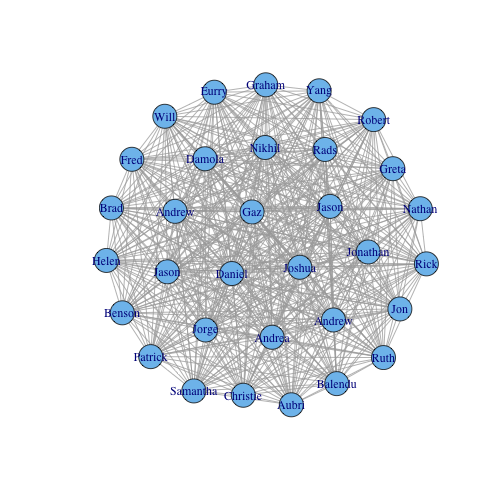 Graham
Eurry
Yang
Will
Robert
Nikhil
Rads
Damola
Fred
Greta
Jason
Brad
Nathan
Andrew
Gaz
Jonathan
Helen
Rick
Joshua
Jason
Daniel
Jon
Benson
Andrew
Jorge
Andrea
Patrick
Ruth
Balendu
Samantha
Christie
Aubri